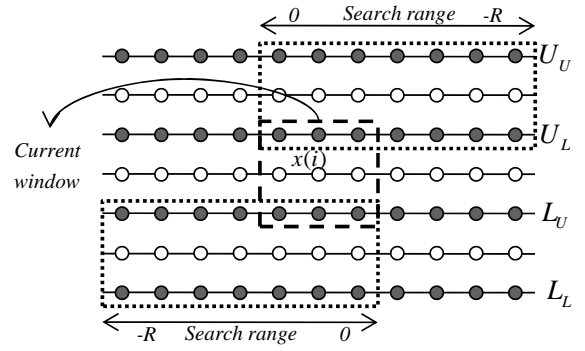 0 Search range -R
U_U
U_L
Current
window
x(i)
L_U
L_L
-R Search range 0